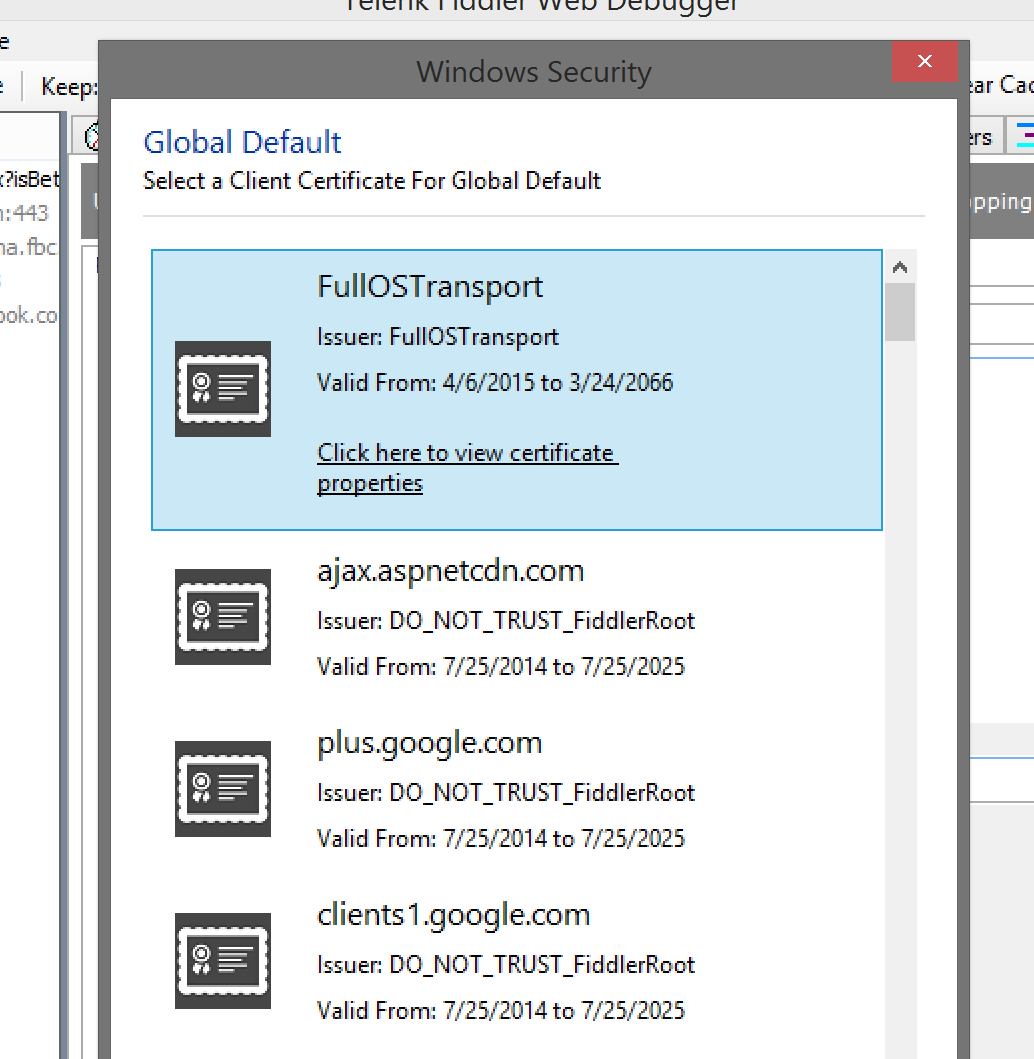 Telerik Fiddler Web Debugger
e
Keep:
ear Cac
Windows Security
Global Default
Select a Client Certificate For Global Default
ers
x?isBet
n:443
na.fbc
ook.co
pping
FullOSTransport
Issuer: FullOSTransport
Valid From: 4/6/2015 to 3/24/2066
Click here to view certificate
properties
ajax.aspnetcdn.com
Issuer: DO_NOT_TRUST_FiddlerRoot
Valid From: 7/25/2014 to 7/25/2025
plus.google.com
Issuer: DO_NOT_TRUST_FiddlerRoot
Valid From: 7/25/2014 to 7/25/2025
clients1.google.com
Issuer: DO_NOT_TRUST_FiddlerRoot
Valid From: 7/25/2014 to 7/25/2025